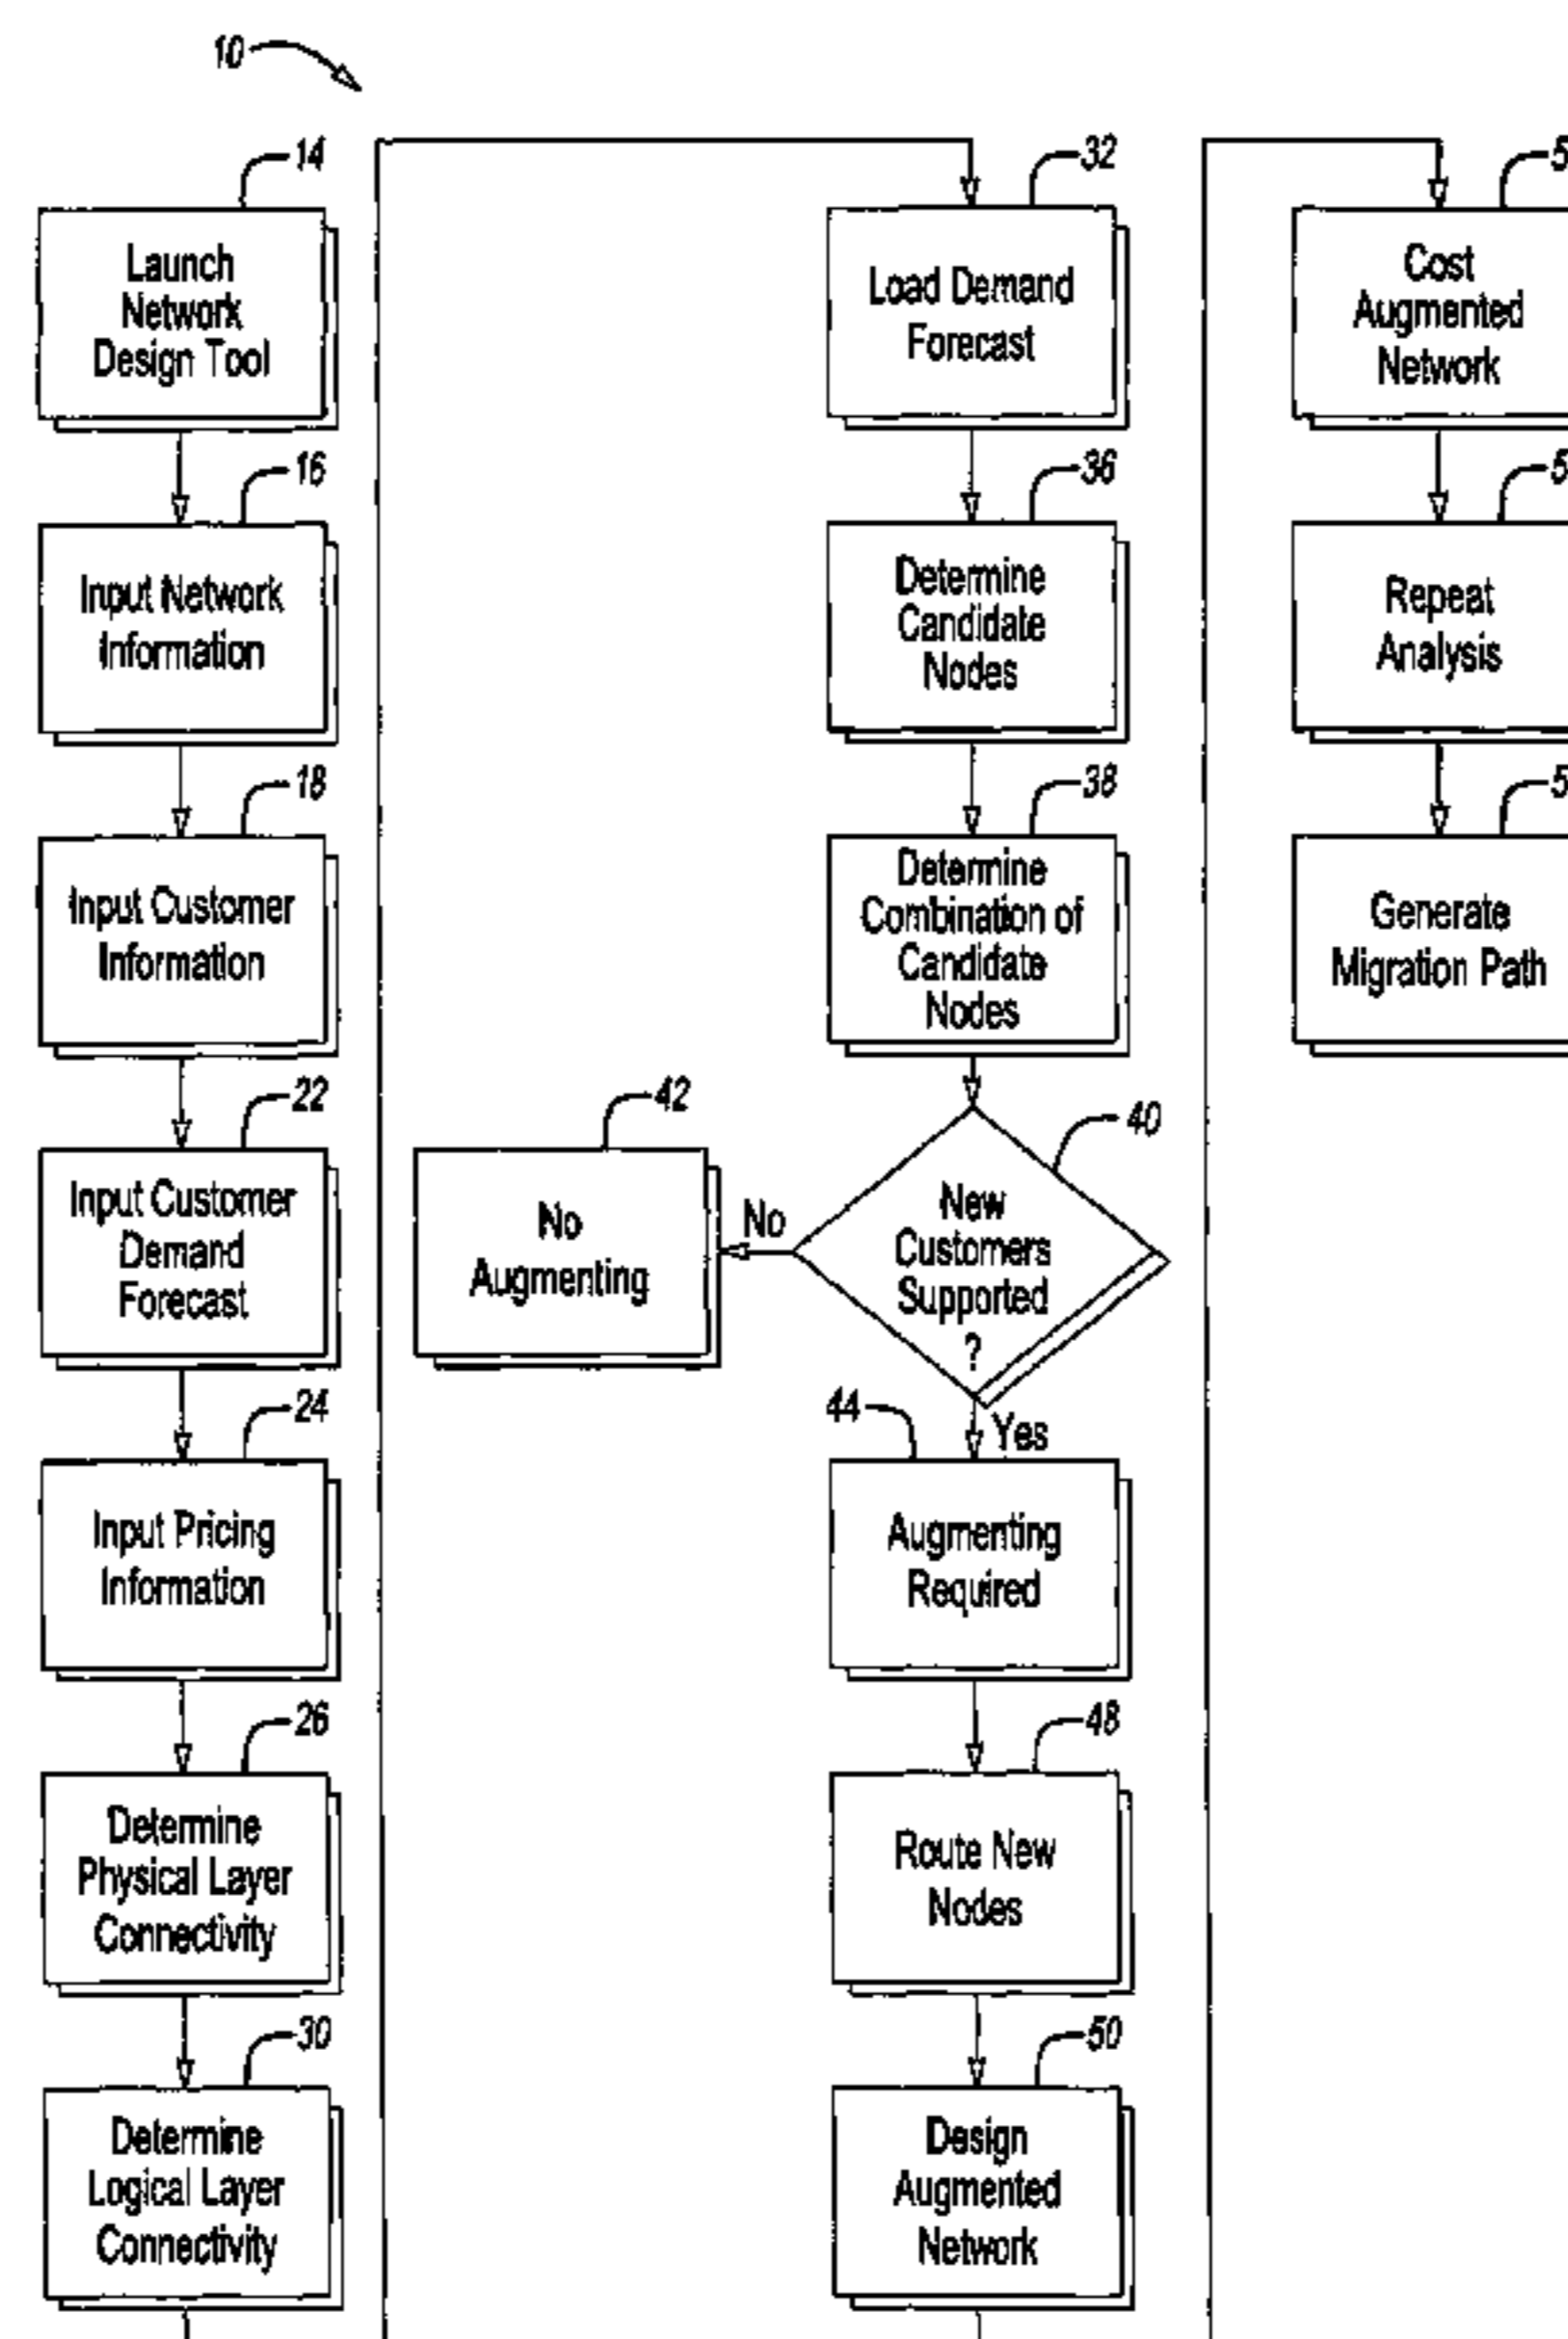 10
14
Launch
Network
Design Tool
16
Input Network
Information
18
Input Customer
Information
22
Input Customer
Demand
Forecast
24
Input Pricing
Information
26
Determine
Physical Layer
Connectivity
30
Determine
Logical Layer
Connectivity
32
Load Demand
Forecast
36
Determine
Candidate
Nodes
38
Determine
Combination of
Candidate
Nodes
40
New
Customers
Supported
?
No
42
No
Augmenting
Yes
44
Augmenting
Required
48
Route New
Nodes
50
Design
Augmented
Network
Cost
Augmented
Network
Repeat
Analysis
Generate
Migration Path